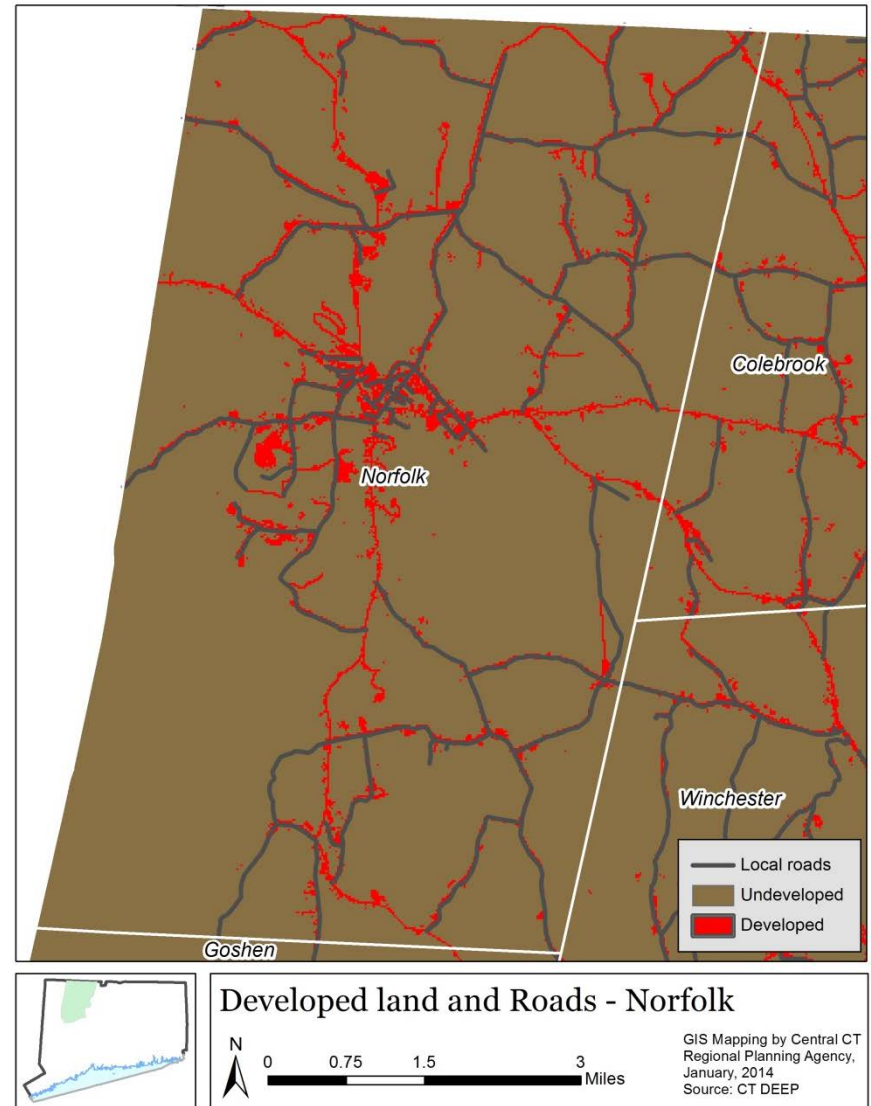 Colebrook
Norfolk
Winchester
Local roads
Undeveloped
Developed
Goshen
Developed land and Roads - Norfolk
N
0 0.75 1.5 3
Miles
GIS Mapping by Central CT
Regional Planning Agency,
January, 2014
Source: CT DEEP